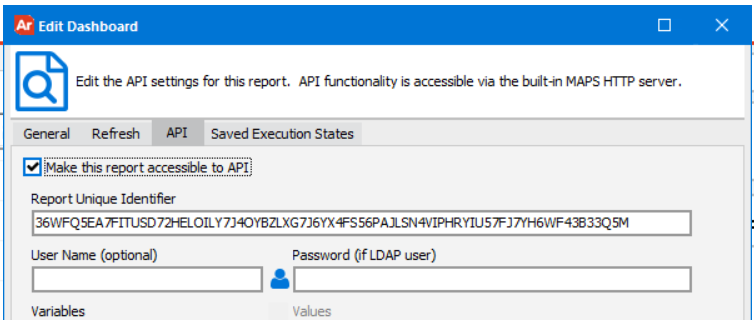 Ar Edit Dashboard
Edit the API settings for this report. API functionality is accessible via the built-in MAPS HTTP server.
General Refresh API Saved Execution States
Make this report accessible to API
Report Unique Identifier
36WFQ5EA7FITUSD72HELOILY7J4OYBZLXG7J6YX4FS56PAJLSN4VIPHRYIU57FJ7YH6WF43B33Q5M
User Name (optional) Password (if LDAP user)
Variables Values